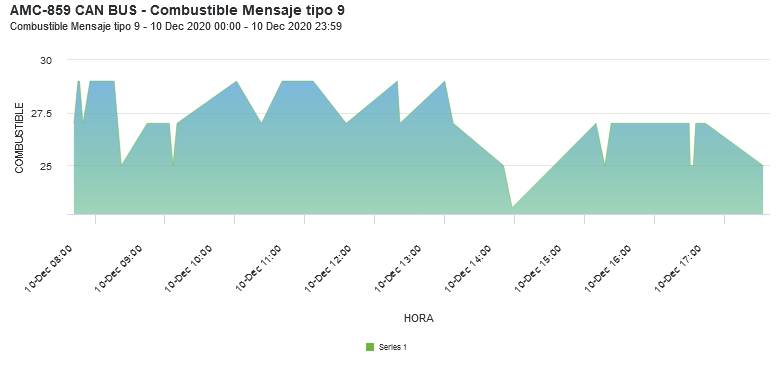 AMC-859 CAN BUS - Combustible Mensaje tipo 9
Combustible Mensaje tipo 9 - 10 Dec 2020 00:00 - 10 Dec 2020 23:59
30
27.5
25
COMBUSTIBLE
10-Dec 08:00
10-Dec 09:00
10-Dec 10:00
10-Dec 11:00
10-Dec 12:00
10-Dec 13:00
10-Dec 14:00
10-Dec 15:00
10-Dec 16:00
10-Dec 17:00
HORA
Series 1